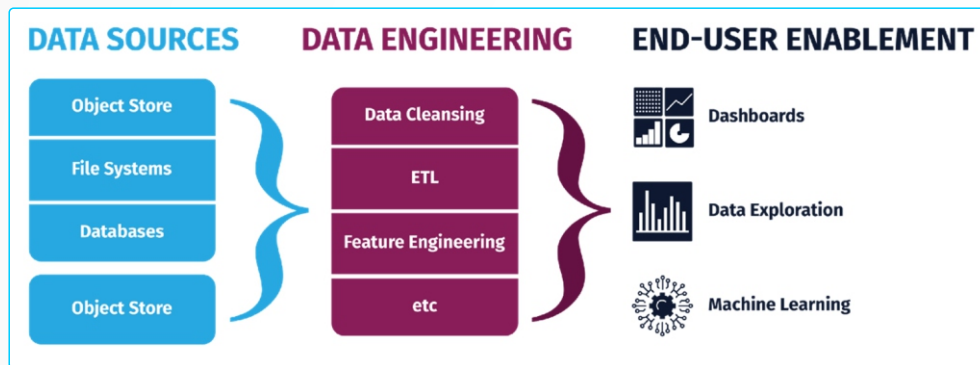 DATA SOURCES
Object Store
File Systems
Databases
Object Store
DATA ENGINEERING
Data Cleansing
ETL
Feature Engineering
etc
END-USER ENABLEMENT
Dashboards
Data Exploration
Machine Learning